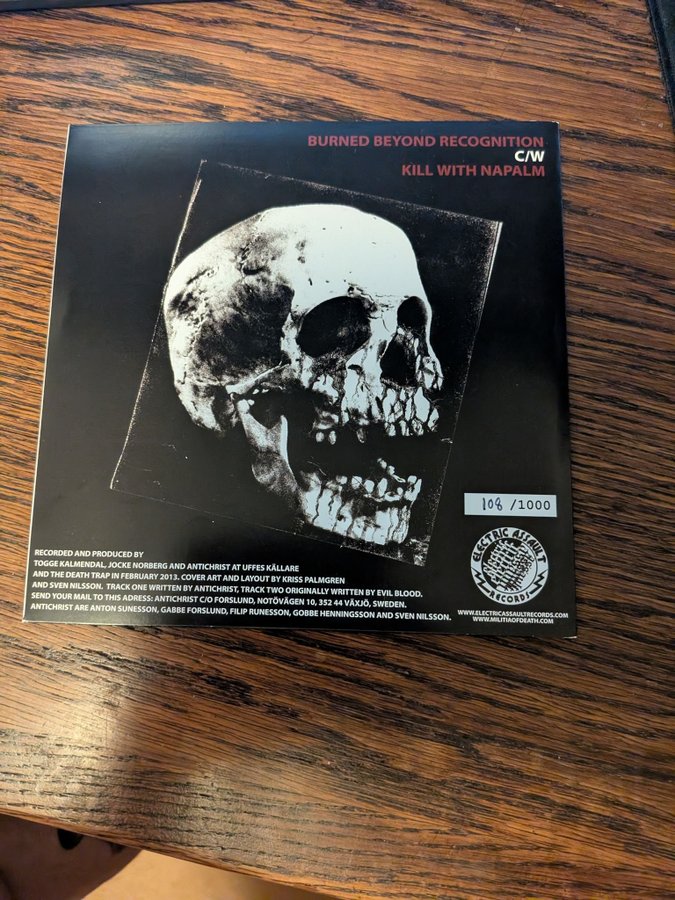 BURNED BEYOND RECOGNITION
C/W
KILL WITH NAPALM
108 /1000
ELECTRIC ASSAULT
RECORDS
RECORDED AND PRODUCED BY
TOGGE KALMENDAL, JOCKE NORBERG AND ANTICHRIST AT UFFES KÄLLARE
AND THE DEATH TRAP IN FEBRUARY 2013. COVER ART AND LAYOUT BY KRISS PALMGREN
AND SVEN NILSSON. TRACK ONE WRITTEN BY ANTICHRIST, TRACK TWO ORIGINALLY WRITTEN BY EVIL BLOOD.
SEND YOUR MAIL TO THIS ADRESS: ANTICHRIST C/O FORSLUND, NOTÖVÄGEN 10, 352 44 VÄXJÖ, SWEDEN.
ANTICHRIST ARE ANTON SUNESSON, GABBE FORSLUND, FILIP RUNESSON, GOBBE HENNINGSSON AND SVEN NILSSON.
WWW.ELECTRICASSAULTRECORDS.COM
WWW.MILITIAOFDEATH.COM